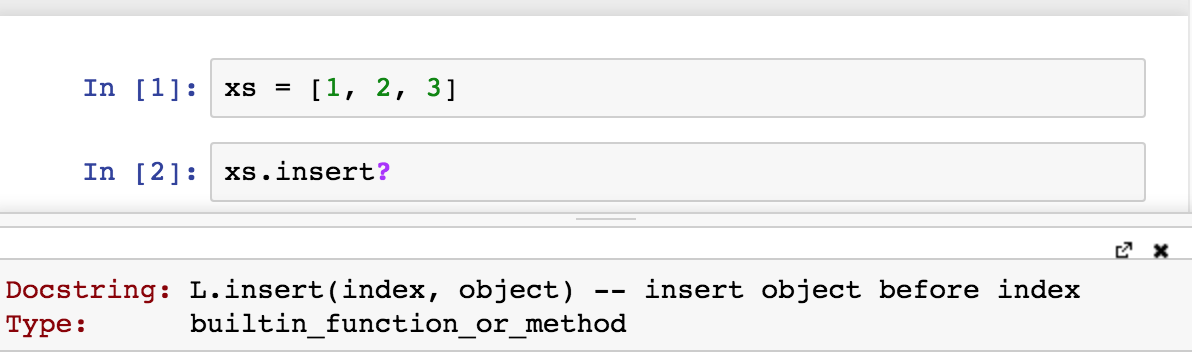 In [1]: xs = [1, 2, 3]
In [2]: xs.insert?
Docstring: L.insert(index, object) -- insert object before index
Type: builtin_function_or_method